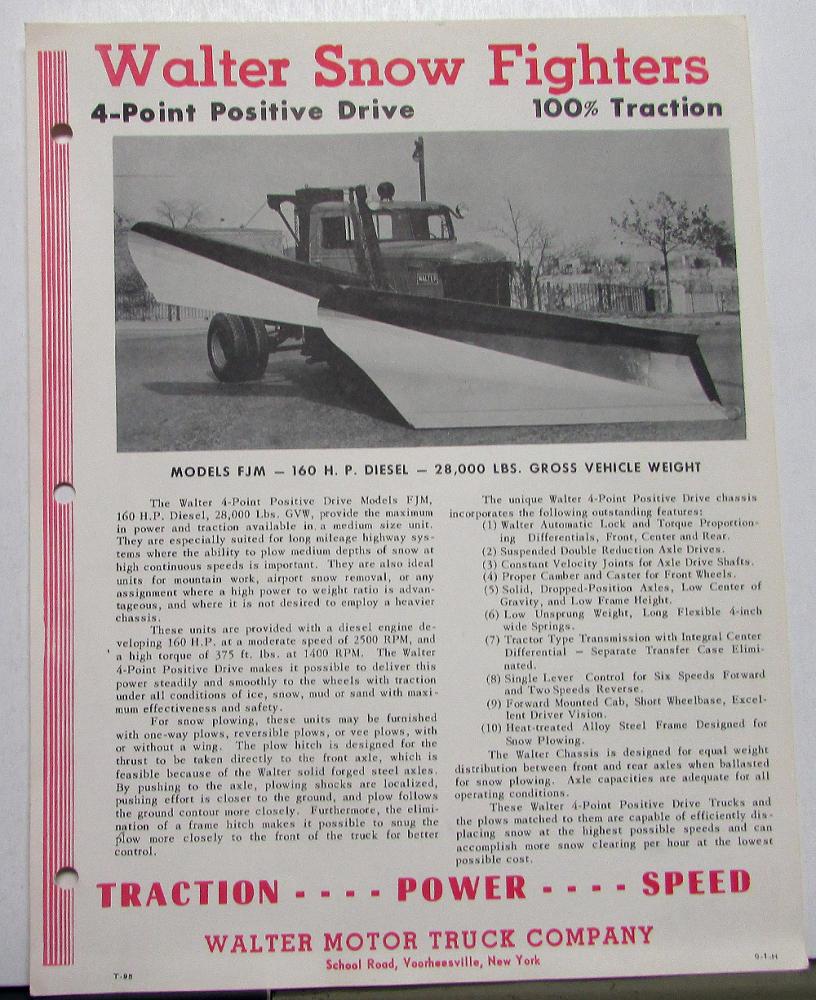 Walter Snow Fighters
4-Point Positive Drive 100% Traction
WALTER
MODELS FJM — 160 H. P. DIESEL — 28,000 LBS. GROSS VEHICLE WEIGHT
The Walter 4-Point Positive Drive Models FJM,
160 H.P. Diesel, 28,000 Lbs. GVW, provide the maximum
in power and traction available in a medium size unit.
They are especially suited for long mileage highway sys-
tems where the ability to plow medium depths of snow at
high continuous speeds is important. They are also ideal
units for mountain work, airport snow removal, or any
assignment where a high power to weight ratio is advan-
tageous, and where it is not desired to employ a heavier
chassis.
These units are provided with a diesel engine de-
veloping 160 H.P. at a moderate speed of 2500 RPM, and
a high torque of 375 ft. lbs. at 1400 RPM. The Walter
4-Point Positive Drive makes it possible to deliver this
power steadily and smoothly to the wheels with traction
under all conditions of ice, snow, mud or sand with maxi-
mum effectiveness and safety.
For snow plowing, these units may be furnished
with one-way plows, reversible plows, or vee plows, with
or without a wing. The plow hitch is designed for the
thrust to be taken directly to the front axle, which is
feasible because of the Walter solid forged steel axles.
By pushing to the axle, plowing shocks are localized,
pushing effort is closer to the ground, and plow follows
the ground contour more closely. Furthermore, the elimi-
nation of a frame hitch makes it possible to snug the
plow more closely to the front of the truck for better
control.
The unique Walter 4-Point Positive Drive chassis
incorporates the following outstanding features:
(1) Walter Automatic Lock and Torque Proportion-
ing Differentials, Front, Center and Rear.
(2) Suspended Double Reduction Axle Drives.
(3) Constant Velocity Joints for Axle Drive Shafts.
(4) Proper Camber and Caster for Front Wheels.
(5) Solid, Dropped-Position Axles, Low Center of
Gravity, and Low Frame Height.
(6) Low Unsprung Weight, Long Flexible 4-inch
wide Springs.
(7) Tractor Type Transmission with Integral Center
Differential — Separate Transfer Case Elimi-
nated.
(8) Single Lever Control for Six Speeds Forward
and Two Speeds Reverse.
(9) Forward Mounted Cab, Short Wheelbase, Excel-
lent Driver Vision.
(10) Heat-treated Alloy Steel Frame Designed for
Snow Plowing.
The Walter Chassis is designed for equal weight
distribution between front and rear axles when ballasted
for snow plowing. Axle capacities are adequate for all
operating conditions.
These Walter 4-Point Positive Drive Trucks and
the plows matched to them are capable of efficiently dis-
placing snow at the highest possible speeds and can
accomplish more snow clearing per hour at the lowest
possible cost.
TRACTION - - - - POWER - - - - SPEED
WALTER MOTOR TRUCK COMPANY
School Road, Voorheesville, New York
T-98 9-1-H